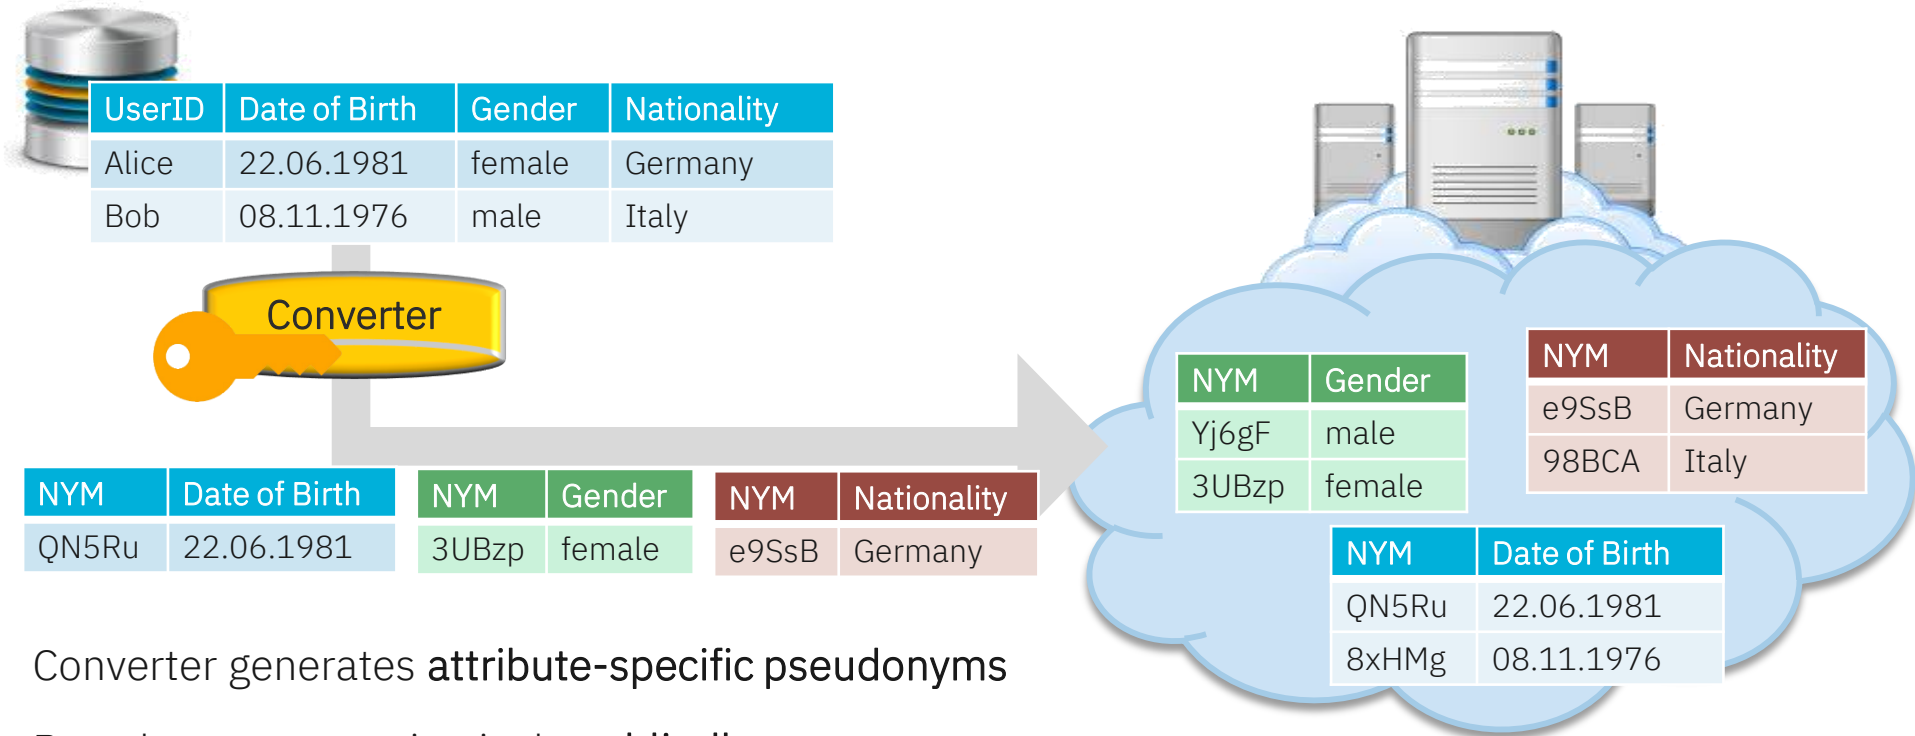 UserID Date of Birth Gender Nationality
Alice 22.06.1981 female Germany
Bob 08.11.1976 male Italy
Converter
NYM Date of Birth
QN5Ru 22.06.1981
NYM Gender
3UBzp female
NYM Nationality
e9SsB Germany
NYM Gender
Yj6gF male
3UBzp female
NYM Nationality
e9SsB Germany
98BCA Italy
NYM Date of Birth
QN5Ru 22.06.1981
8xHMg 08.11.1976
Converter generates attribute-specific pseudonyms